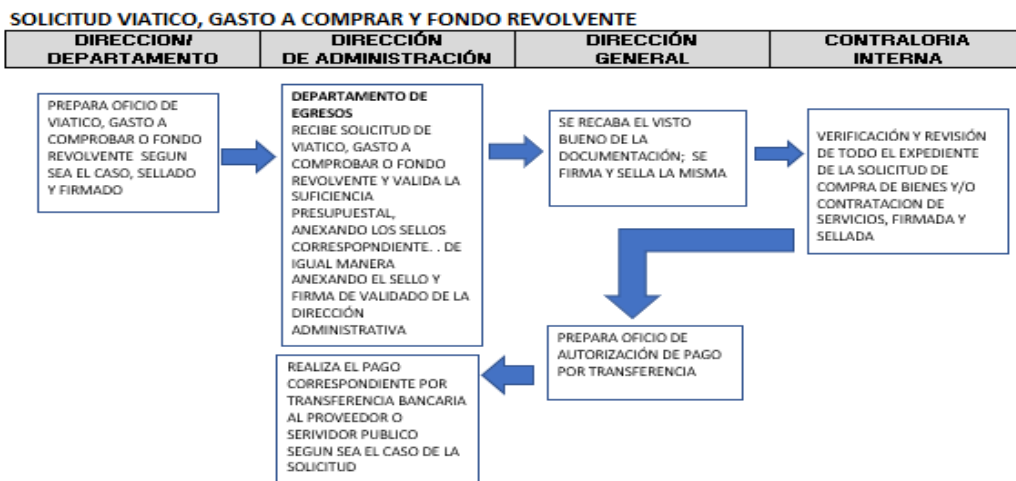 SOLICITUD VIATICO, GASTO A COMPRAR Y FONDO REVOLVENTE
DIRECCION/
DEPARTAMENTO
DIRECCIÓN
DE ADMINISTRACIÓN
DIRECCIÓN
GENERAL
CONTRALORIA
INTERNA
PREPARA OFICIO DE
VIATICO, GASTO A
COMPROBAR O FONDO
REVOLVENTE SEGUN
SEA EL CASO, SELLADO
Y FIRMADO
DEPARTAMENTO DE
EGRESOS
RECIBE SOLICITUD DE
VIATICO, GASTO A
COMPROBAR O FONDO
REVOLVENTE Y VALIDA LA
SUFICIENCIA
PRESUPUESTAL,
ANEXANDO LOS SELLOS
CORRESPOPNDIENTE. . DE
IGUAL MANERA
ANEXANDO EL SELLO Y
FIRMA DE VALIDADO DE LA
DIRECCIÓN
ADMINISTRATIVA
SE RECABA EL VISTO
BUENO DE LA
DOCUMENTACIÓN; SE
FIRMA Y SELLA LA MISMA
VERIFICACIÓN Y REVISIÓN
DE TODO EL EXPEDIENTE
DE LA SOLICITUD DE
COMPRA DE BIENES Y/O
CONTRATACION DE
SERVICIOS, FIRMADA Y
SELLADA
PREPARA OFICIO DE
AUTORIZACIÓN DE PAGO
POR TRANSFERENCIA
REALIZA EL PAGO
CORRESPONDIENTE POR
TRANSFERENCIA BANCARIA
AL PROVEEDOR O
SERIVIDOR PUBLICO
SEGUN SEA EL CASO DE LA
SOLICITUD